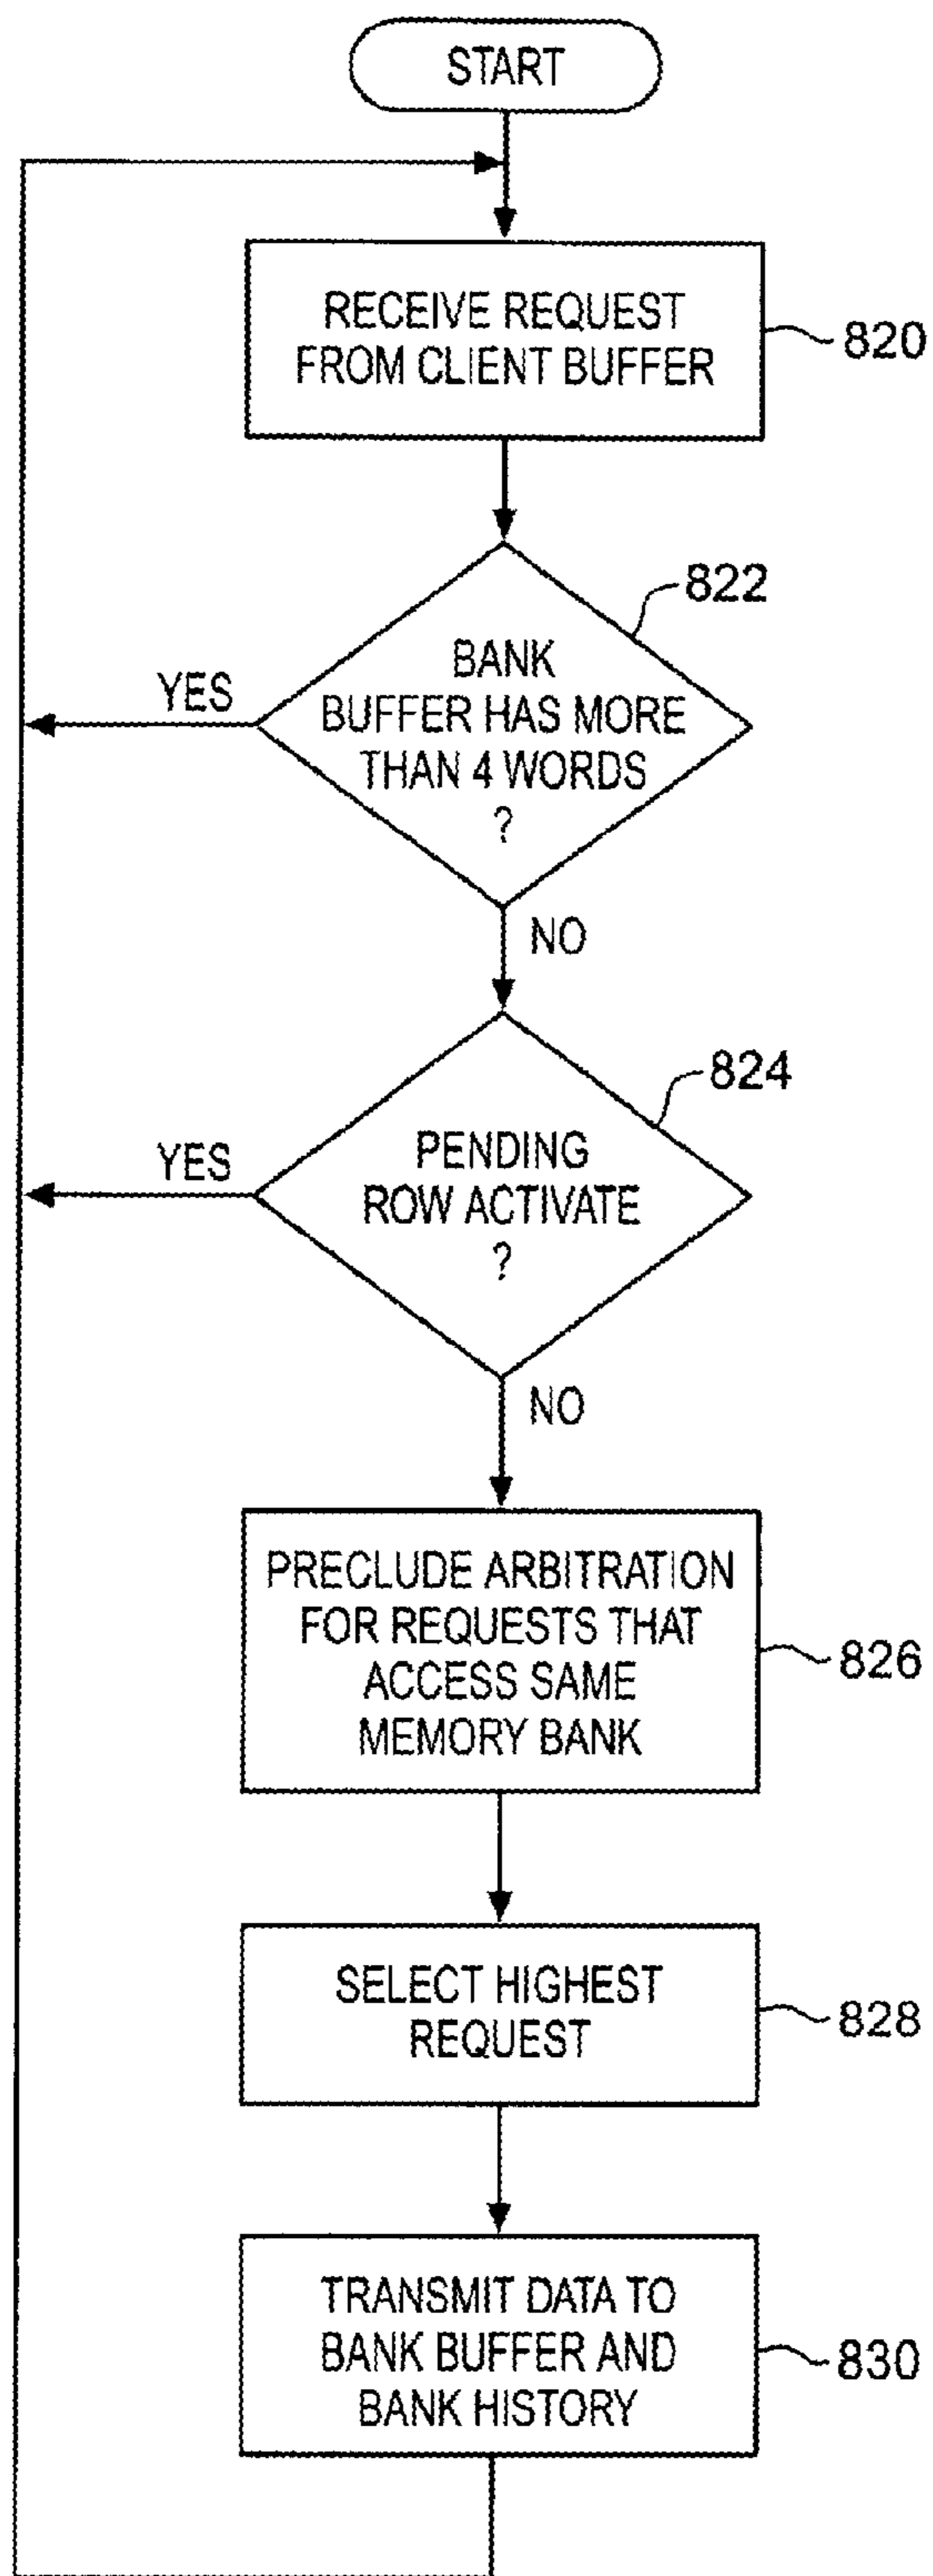 START
RECEIVE REQUEST
FROM CLIENT BUFFER
820
822
BANK
BUFFER HAS MORE
THAN 4 WORDS
?
YES
NO
824
PENDING
ROW ACTIVATE
?
YES
NO
PRECLUDE ARBITRATION
FOR REQUESTS THAT
ACCESS SAME
MEMORY BANK
826
SELECT HIGHEST
REQUEST
828
TRANSMIT DATA TO
BANK BUFFER AND
BANK HISTORY
830